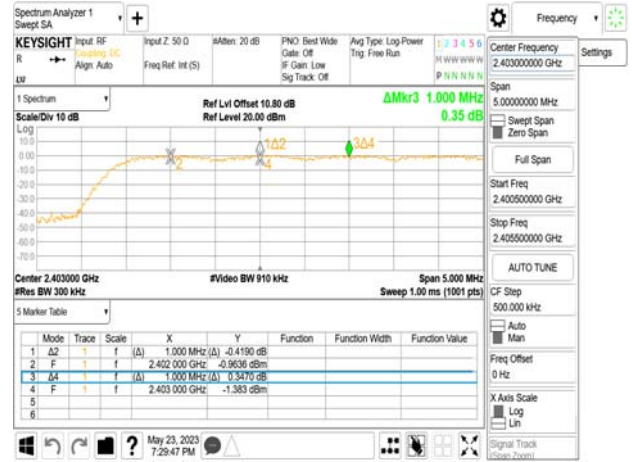 Spectrum Analyzer 1
Swept SA
Frequency
KEYSIGHT
R
Input: RF
Coupling: DC
Align: Auto
Input Z: 50 Ω
Freq Ref: Int (S)
#Atten: 20 dB
PNO: Best Wide
Gate: Off
IF Gain: Low
Sig Track: Off
Avg Type: Log-Power
Trig: Free Run
1 2 3 4 5 6
M W W W W W
P N N N N N
1 Spectrum
Scale/Div 10 dB
Ref Lvl Offset 10.80 dB
Ref Level 20.00 dBm
ΔMkr3 1.000 MHz
0.35 dB
Log
10.0
0.00
-10.0
-20.0
-30.0
-40.0
-50.0
-60.0
-70.0
2
1Δ2
4
3Δ4
Center 2.403000 GHz
#Res BW 300 kHz
#Video BW 910 kHz
Span 5.000 MHz
Sweep 1.00 ms (1001 pts)
5 Marker Table
Mode Trace Scale X Y Function Function Width Function Value
1 Δ2 1 f (Δ) 1.000 MHz (Δ) -0.4190 dB
2 F 1 f 2.402 000 GHz -0.9636 dBm
3 Δ4 1 f (Δ) 1.000 MHz (Δ) 0.3470 dB
4 F 1 f 2.403 000 GHz -1.383 dBm
5
6
May 23, 2023
7:29:47 PM
Center Frequency
2.403000000 GHz
Settings
Span
5.00000000 MHz
Swept Span
Zero Span
Full Span
Start Freq
2.400500000 GHz
Stop Freq
2.405500000 GHz
AUTO TUNE
CF Step
500.000 kHz
Auto
Man
Freq Offset
0 Hz
X Axis Scale
Log
Lin
Signal Track
(Span Zoom)